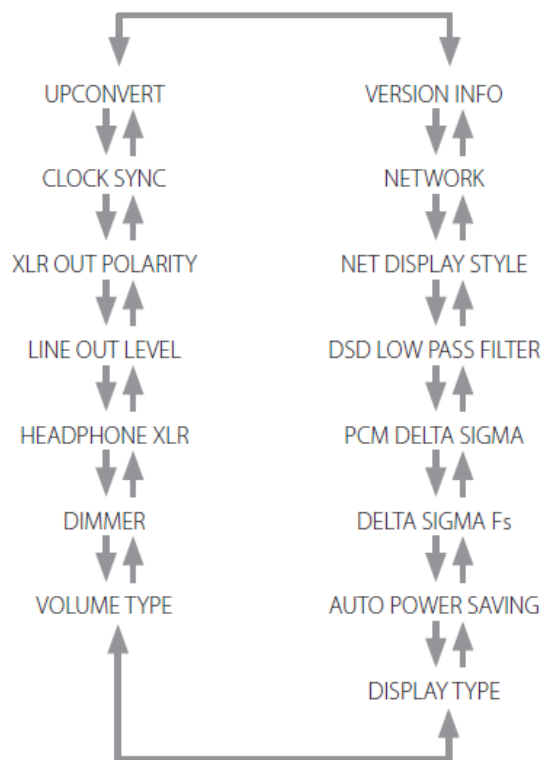 UPCONVERT
CLOCK SYNC
XLR OUT POLARITY
LINE OUT LEVEL
HEADPHONE XLR
DIMMER
VOLUME TYPE
VERSION INFO
NETWORK
NET DISPLAY STYLE
DSD LOW PASS FILTER
PCM DELTA SIGMA
DELTA SIGMA Fs
AUTO POWER SAVING
DISPLAY TYPE